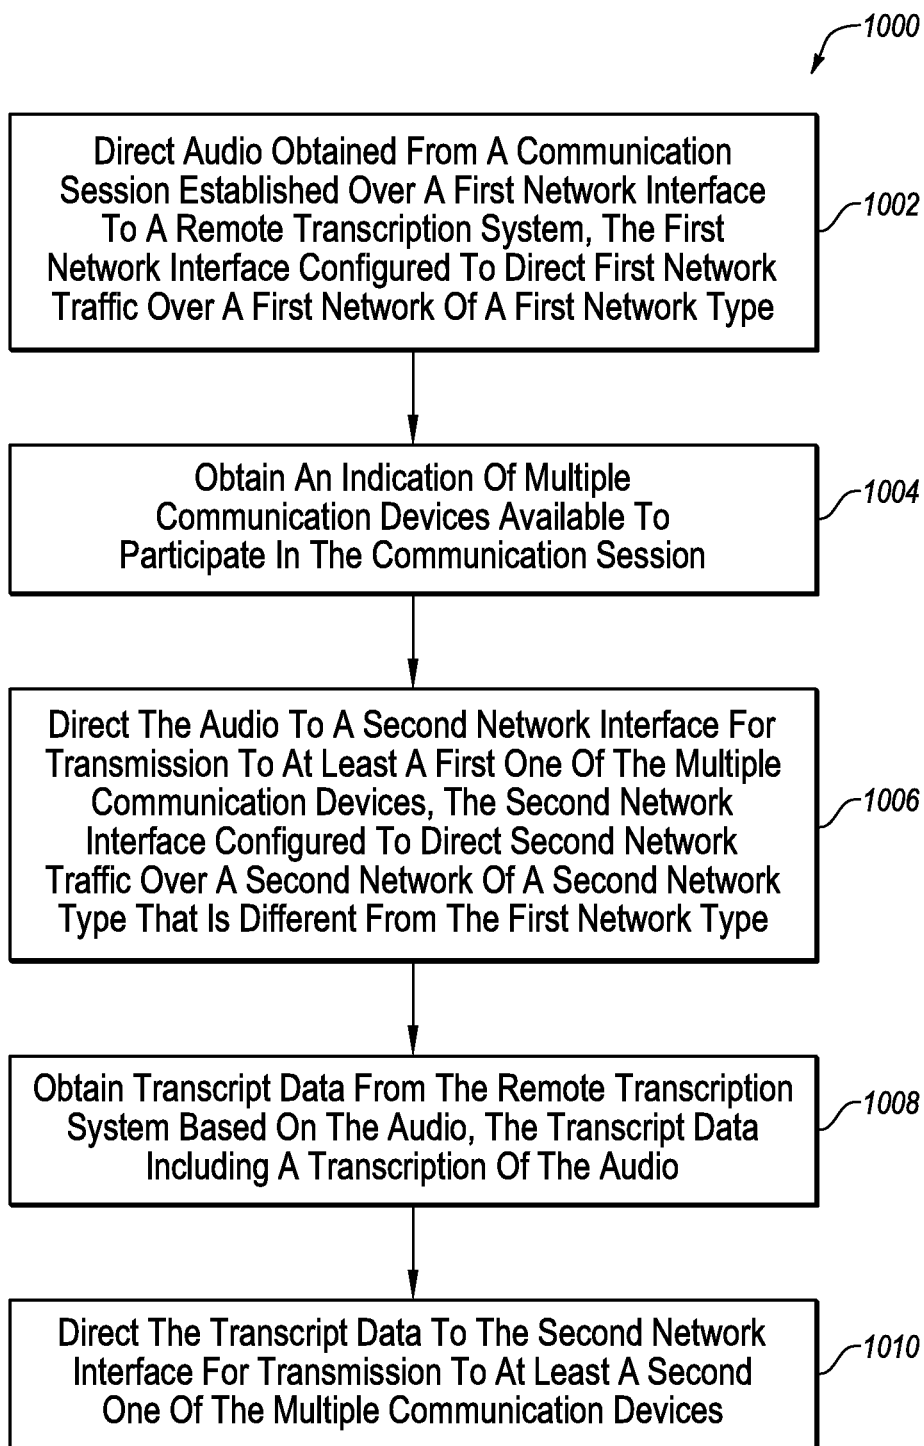 1000
Direct Audio Obtained From A Communication
Session Established Over A First Network Interface
To A Remote Transcription System, The First
Network Interface Configured To Direct First Network
Traffic Over A First Network Of A First Network Type
1002
Obtain An Indication Of Multiple
Communication Devices Available To
Participate In The Communication Session
1004
Direct The Audio To A Second Network Interface For
Transmission To At Least A First One Of The Multiple
Communication Devices, The Second Network
Interface Configured To Direct Second Network
Traffic Over A Second Network Of A Second Network
Type That Is Different From The First Network Type
1006
Obtain Transcript Data From The Remote Transcription
System Based On The Audio, The Transcript Data
Including A Transcription Of The Audio
1008
Direct The Transcript Data To The Second Network
Interface For Transmission To At Least A Second
One Of The Multiple Communication Devices
1010